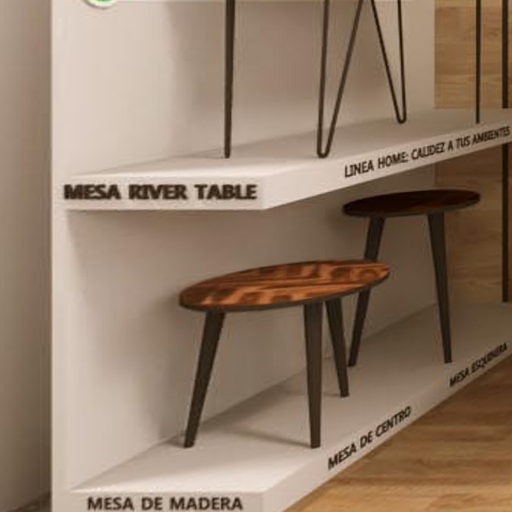 MESA RIVER TABLE
LINEA HOME: CALIDEZ A TUS AMBIENTES
MESA DE MADERA
MESA DE CENTRO
MESA ESQUINERA